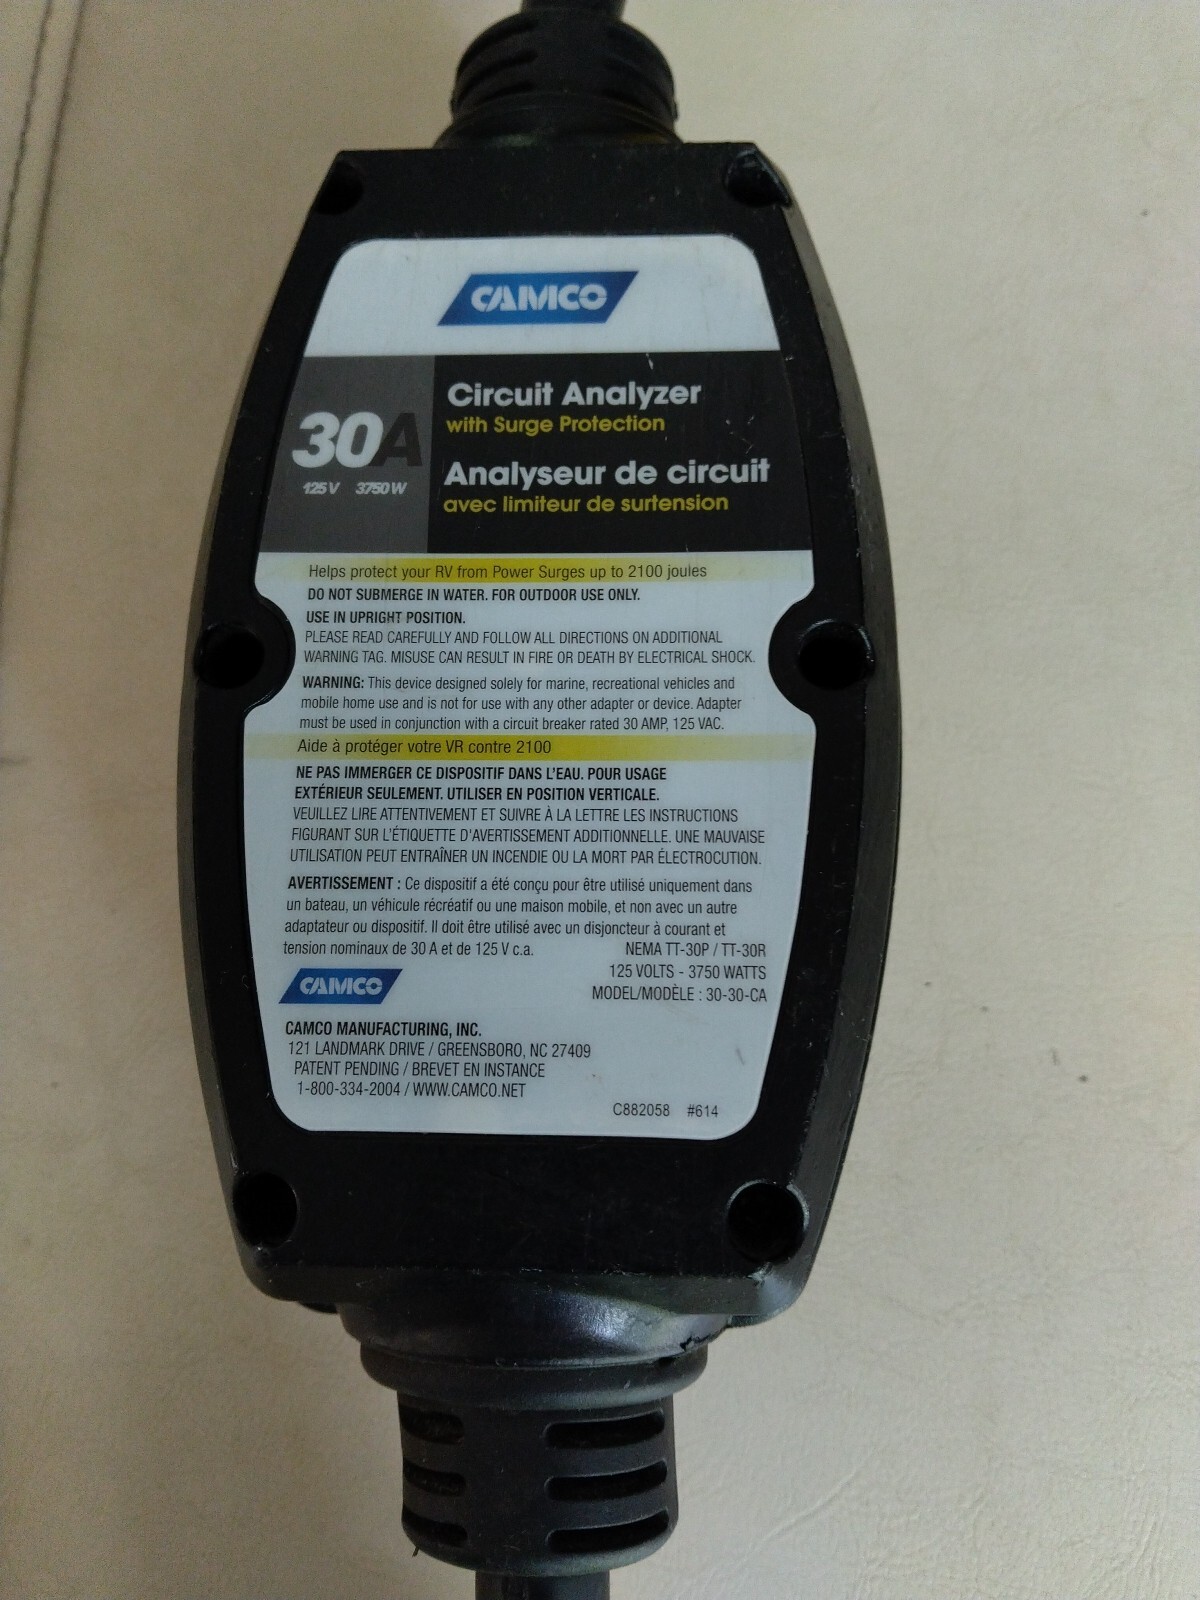 CAMCO
30A
125V 3750W
Circuit Analyzer
with Surge Protection
Analyseur de circuit
avec limiteur de surtension
Helps protect your RV from Power Surges up to 2100 joules
DO NOT SUBMERGE IN WATER. FOR OUTDOOR USE ONLY.
USE IN UPRIGHT POSITION.
PLEASE READ CAREFULLY AND FOLLOW ALL DIRECTIONS ON ADDITIONAL
WARNING TAG. MISUSE CAN RESULT IN FIRE OR DEATH BY ELECTRICAL SHOCK.
WARNING: This device designed solely for marine, recreational vehicles and
mobile home use and is not for use with any other adapter or device. Adapter
must be used in conjunction with a circuit breaker rated 30 AMP, 125 VAC.
Aide à protéger votre VR contre 2100
NE PAS IMMERGER CE DISPOSITIF DANS L'EAU. POUR USAGE
EXTÉRIEUR SEULEMENT. UTILISER EN POSITION VERTICALE.
VEUILLEZ LIRE ATTENTIVEMENT ET SUIVRE À LA LETTRE LES INSTRUCTIONS
FIGURANT SUR L'ÉTIQUETTE D'AVERTISSEMENT ADDITIONNELLE. UNE MAUVAISE
UTILISATION PEUT ENTRAÎNER UN INCENDIE OU LA MORT PAR ÉLECTROCUTION.
AVERTISSEMENT : Ce dispositif a été conçu pour être utilisé uniquement dans
un bateau, un véhicule récréatif ou une maison mobile, et non avec un autre
adaptateur ou dispositif. Il doit être utilisé avec un disjoncteur à courant et
tension nominaux de 30 A et de 125 V c.a.
NEMA TT-30P / TT-30R
125 VOLTS - 3750 WATTS
MODEL/MODÈLE : 30-30-CA
CAMCO
CAMCO MANUFACTURING, INC.
121 LANDMARK DRIVE / GREENSBORO, NC 27409
PATENT PENDING / BREVET EN INSTANCE
1-800-334-2004 / WWW.CAMCO.NET
C882058 #614